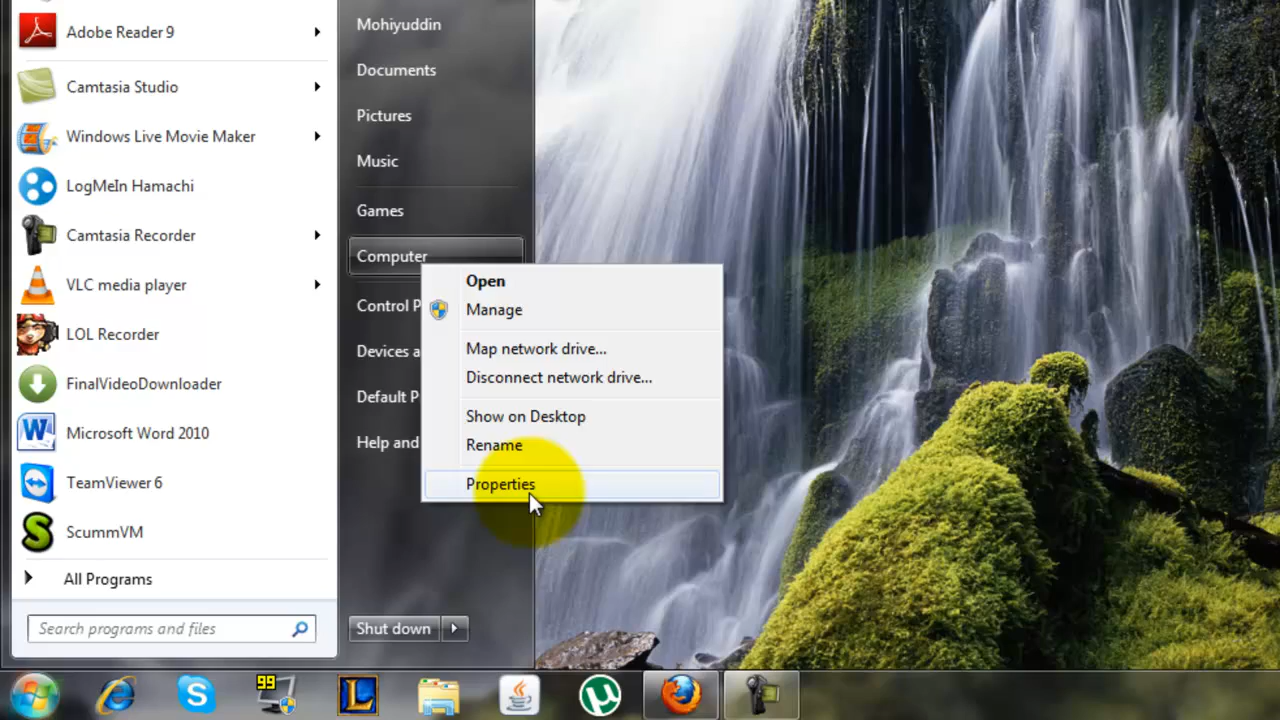 Adobe Reader 9
Camtasia Studio
Windows Live Movie Maker
LogMeIn Hamachi
Camtasia Recorder
VLC media player
LOL Recorder
FinalVideoDownloader
Microsoft Word 2010
TeamViewer 6
ScummVM
All Programs
Search programs and files
Mohiyuddin
Documents
Pictures
Music
Games
Computer
Control P
Devices a
Default P
Help and
Shut down
Open
Manage
Map network drive...
Disconnect network drive...
Show on Desktop
Rename
Properties
99